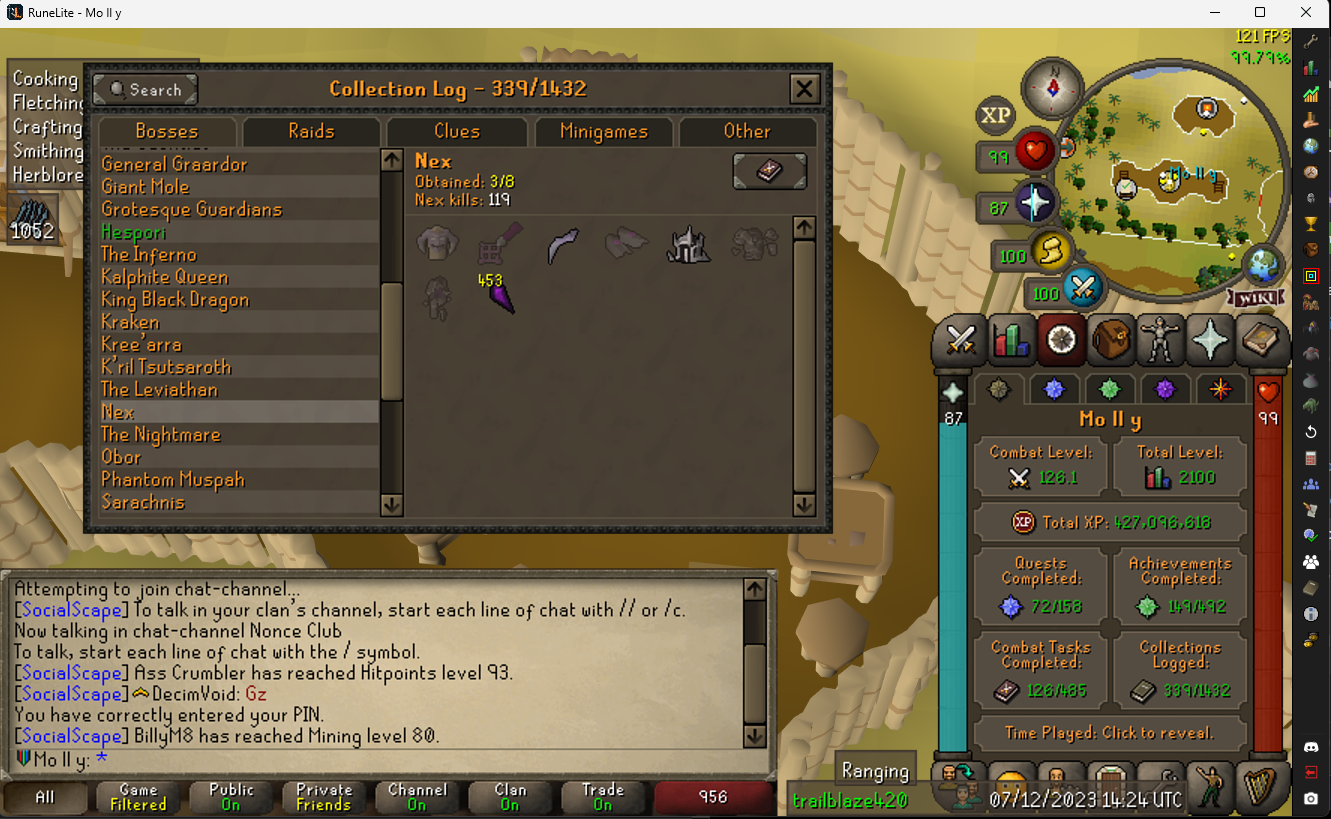 RuneLite - Mo ll y
121 FPS
99.79%
Cooking
Fletching
Crafting
Smithing
Herblore
1052
Search
Collection Log - 339/1432
Bosses
Raids
Clues
Minigames
Other
General Graardor
Giant Mole
Grotesque Guardians
Hespori
The Inferno
Kalphite Queen
King Black Dragon
Kraken
Kree'arra
K'ril Tsutsaroth
The Leviathan
Nex
The Nightmare
Obor
Phantom Muspah
Sarachnis
Nex
Obtained: 3/8
Nex kills: 119
453
N
XP
99
87
100
100
Mo ll y
WIKI
87
99
Mo ll y
Combat Level:
126.1
Total Level:
2100
XP
Total XP: 427,096,618
Quests
Completed:
72/158
Achievements
Completed:
149/492
Combat Tasks
Completed:
126/485
Collections
Logged:
339/1432
Time Played: Click to reveal.
Attempting to join chat-channel...
[SocialScape] To talk in your clan's channel, start each line of chat with // or /c.
Now talking in chat-channel Nonce Club
To talk, start each line of chat with the / symbol.
[SocialScape] Ass Crumbler has reached Hitpoints level 93.
[SocialScape] DecimVoid: Gz
You have correctly entered your PIN.
[SocialScape] BillyM8 has reached Mining level 80.
Mo ll y: *
All
Game
Filtered
Public
On
Private
Friends
Channel
On
Clan
On
Trade
On
956
Ranging
trailblaze420
07/12/2023 14:24 UTC